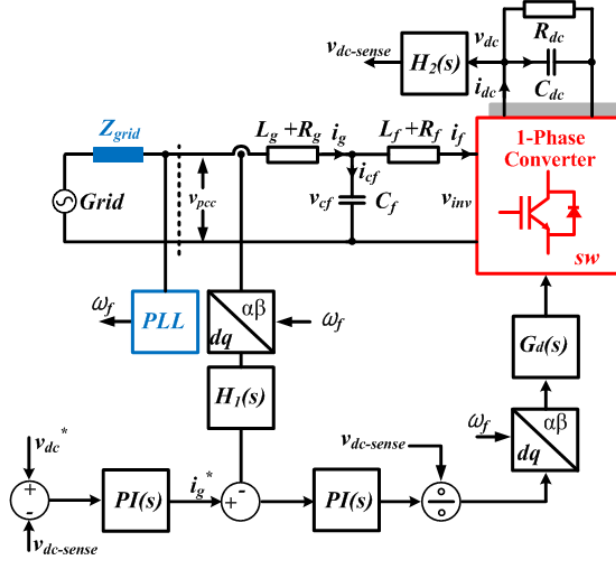 R_dc
v_dc
v_dc-sense
H_2(s)
i_dc
C_dc
Z_grid
L_g +R_g
i_g
L_f +R_f
i_f
1-Phase
Converter
i_cf
Grid
v_pcc
v_cf
C_f
v_inv
sw
ω_f
PLL
αβ
dq
ω_f
G_d(s)
H_1(s)
ω_f
αβ
dq
v_dc*
v_dc-sense
+
-
PI(s)
i_g*
+
-
PI(s)
÷
÷
v_dc-sense